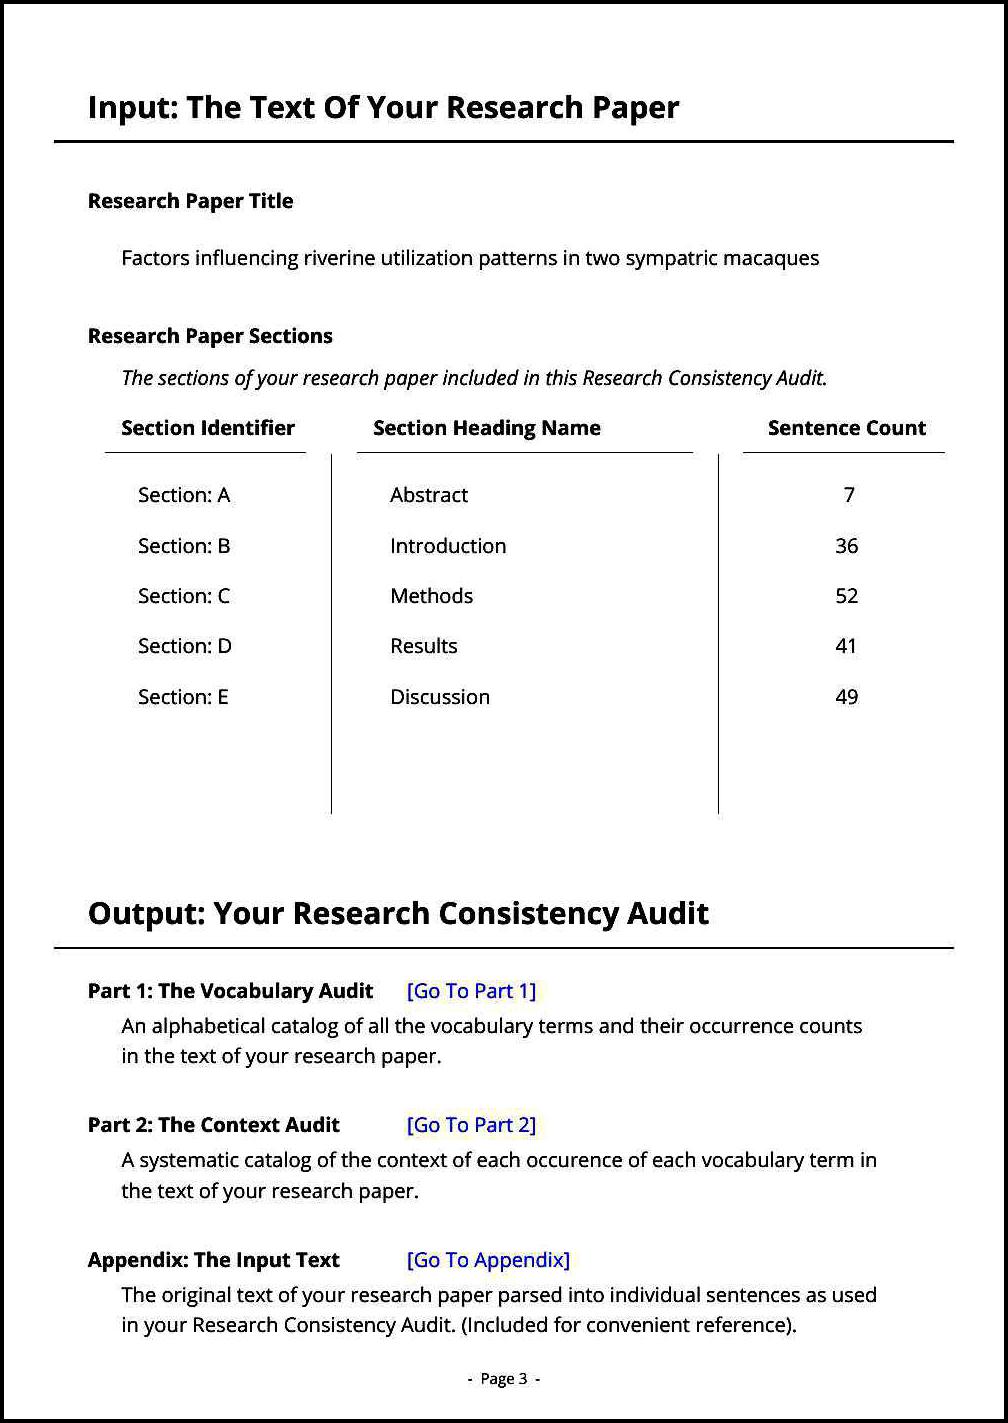 Input: The Text Of Your Research Paper
Research Paper Title
Factors influencing riverine utilization patterns in two sympatric macaques
Research Paper Sections
The sections of your research paper included in this Research Consistency Audit.
Section Identifier Section Heading Name Sentence Count
Section: A Abstract 7
Section: B Introduction 36
Section: C Methods 52
Section: D Results 41
Section: E Discussion 49
Output: Your Research Consistency Audit
Part 1: The Vocabulary Audit [Go To Part 1]
An alphabetical catalog of all the vocabulary terms and their occurrence counts
in the text of your research paper.
Part 2: The Context Audit [Go To Part 2]
A systematic catalog of the context of each occurence of each vocabulary term in
the text of your research paper.
Appendix: The Input Text [Go To Appendix]
The original text of your research paper parsed into individual sentences as used
in your Research Consistency Audit. (Included for convenient reference).
- Page 3 -